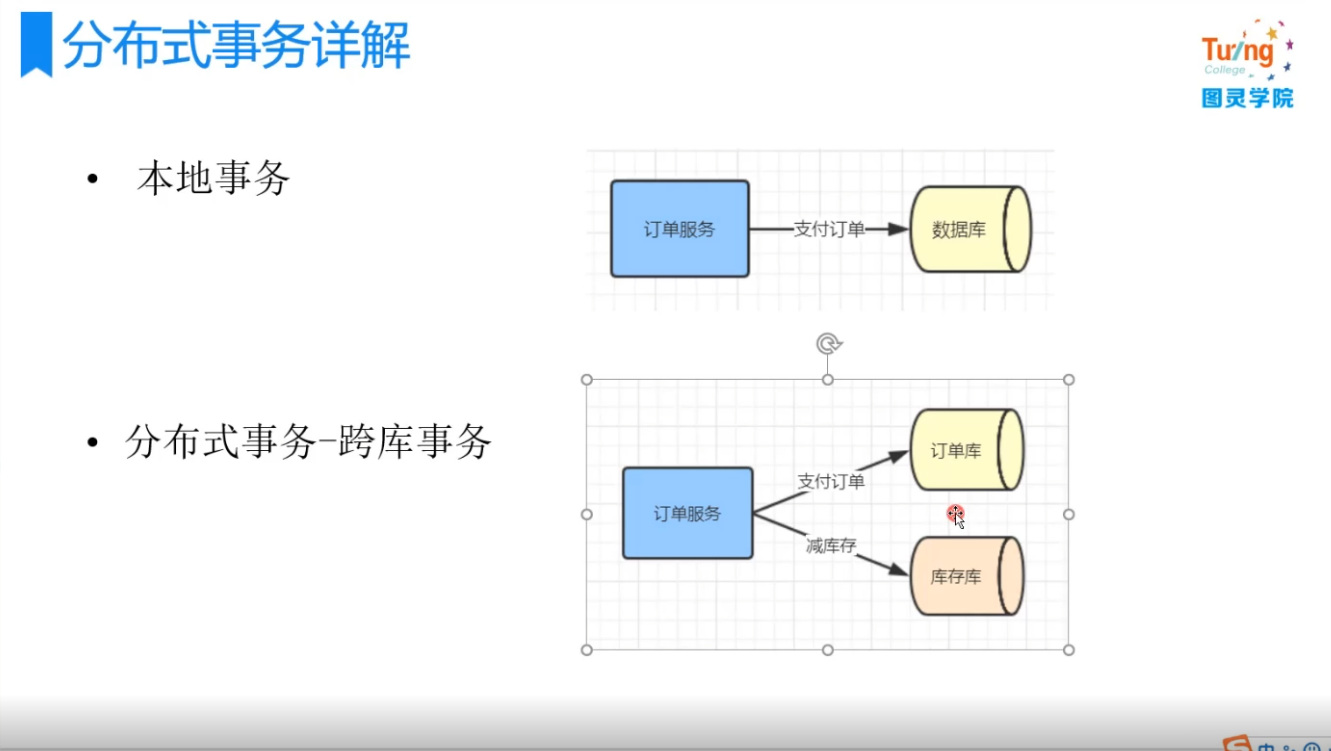 分布式事务详解
Turing
College
图灵学院
• 本地事务
订单服务
支付订单
数据库
• 分布式事务-跨库事务
订单服务
支付订单
减库存
订单库
库存库
中